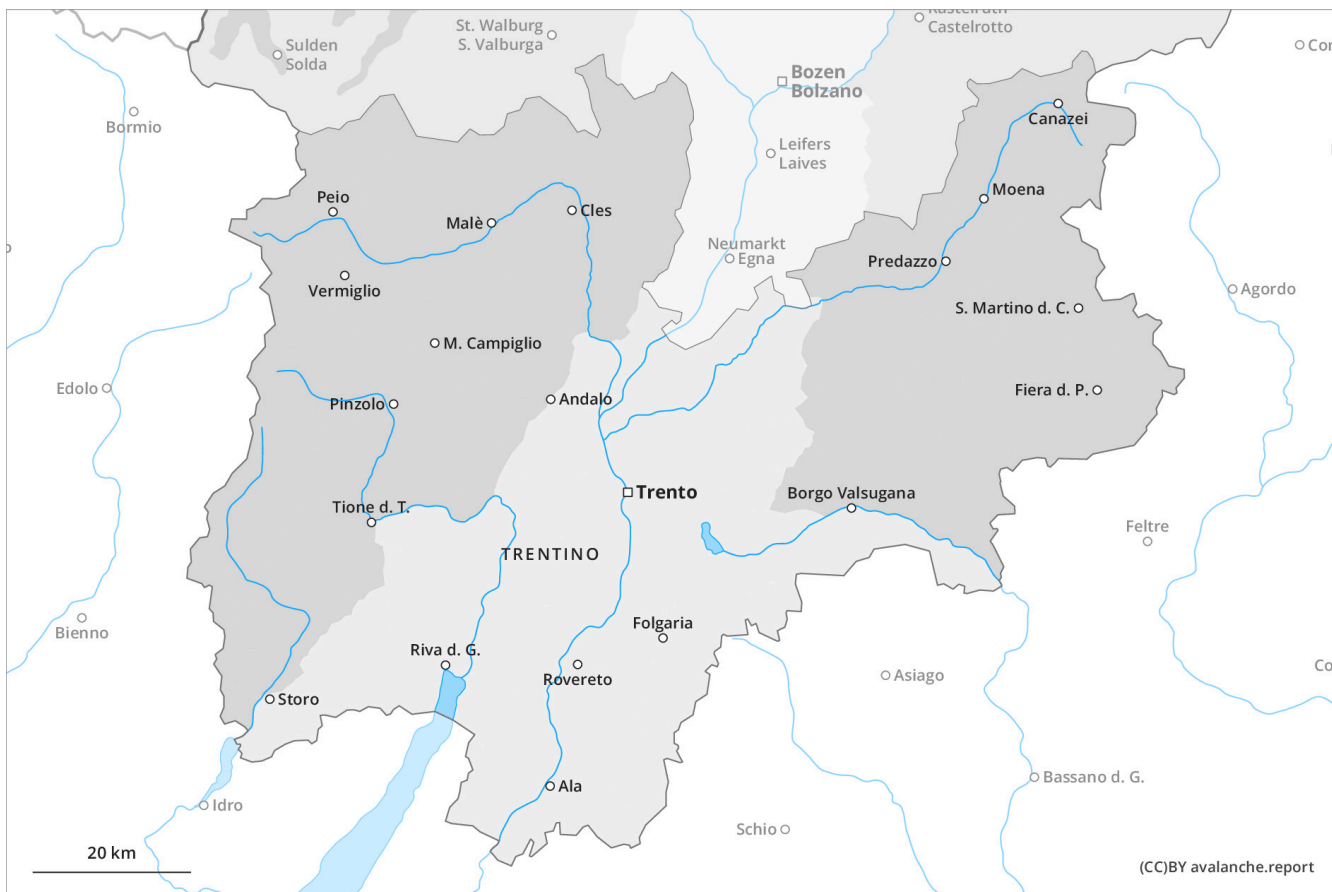 St. Walburg
S. Valburga
Kastelruth
Castelrotto
Sulden
Solda
Bozen
Bolzano
Bormio
Canazei
Leifers
Laives
Peio
Malè
Cles
Moena
Neumarkt
Egna
Predazzo
Vermiglio
Agordo
S. Martino d. C.
M. Campiglio
Edolo
Pinzolo
Andalo
Fiera d. P.
Trento
Borgo Valsugana
Tione d. T.
Feltre
TRENTINO
Bienno
Folgaria
Riva d. G.
Rovereto
Asiago
Storo
Ala
Bassano d. G.
Idro
Schio
20 km
(CC)BY avalanche.report